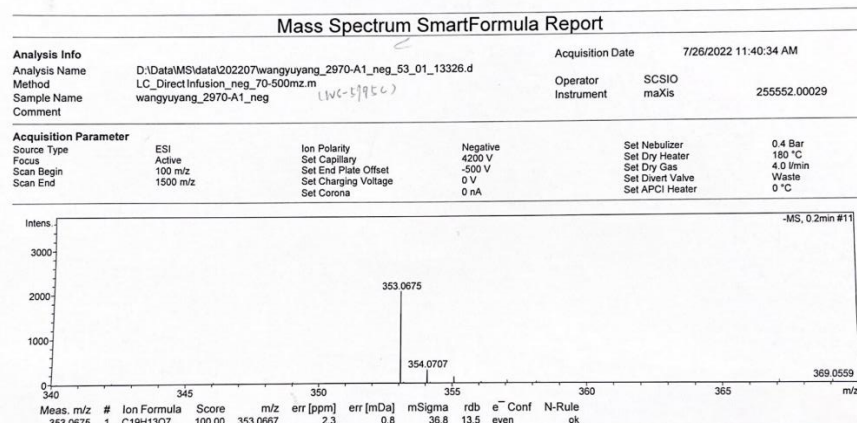 Mass Spectrum SmartFormula Report
Analysis Info
Acquisition Date 7/26/2022 11:40:34 AM
Analysis Name D:\Data\MS\data\202207\wangyuyang_2970-A1_neg_53_01_13326.d
Method LC_Direct Infusion_neg_70-500mz.m
Operator SCSIO
Sample Name wangyuyang_2970-A1_neg
Instrument maXis 255552.00029
Comment
Acquisition Parameter
Source Type ESI Ion Polarity Negative Set Nebulizer 0.4 Bar
Focus Active Set Capillary 4200 V Set Dry Heater 180 °C
Scan Begin 100 m/z Set End Plate Offset -500 V Set Dry Gas 4.0 l/min
Scan End 1500 m/z Set Charging Voltage 0 V Set Divert Valve Waste
Set Corona 0 nA Set APCI Heater 0 °C
Intens.
-MS, 0.2min #11
3000
353.0675
2000
1000
354.0707
369.0559
0
340 345 350 355 360 365 m/z
Meas. m/z # Ion Formula Score m/z err [ppm] err [mDa] mSigma rdb e⁻ Conf N-Rule
353.0675 1 C19H13O7 100.00 353.0667 2.3 0.8 36.8 13.5 even ok